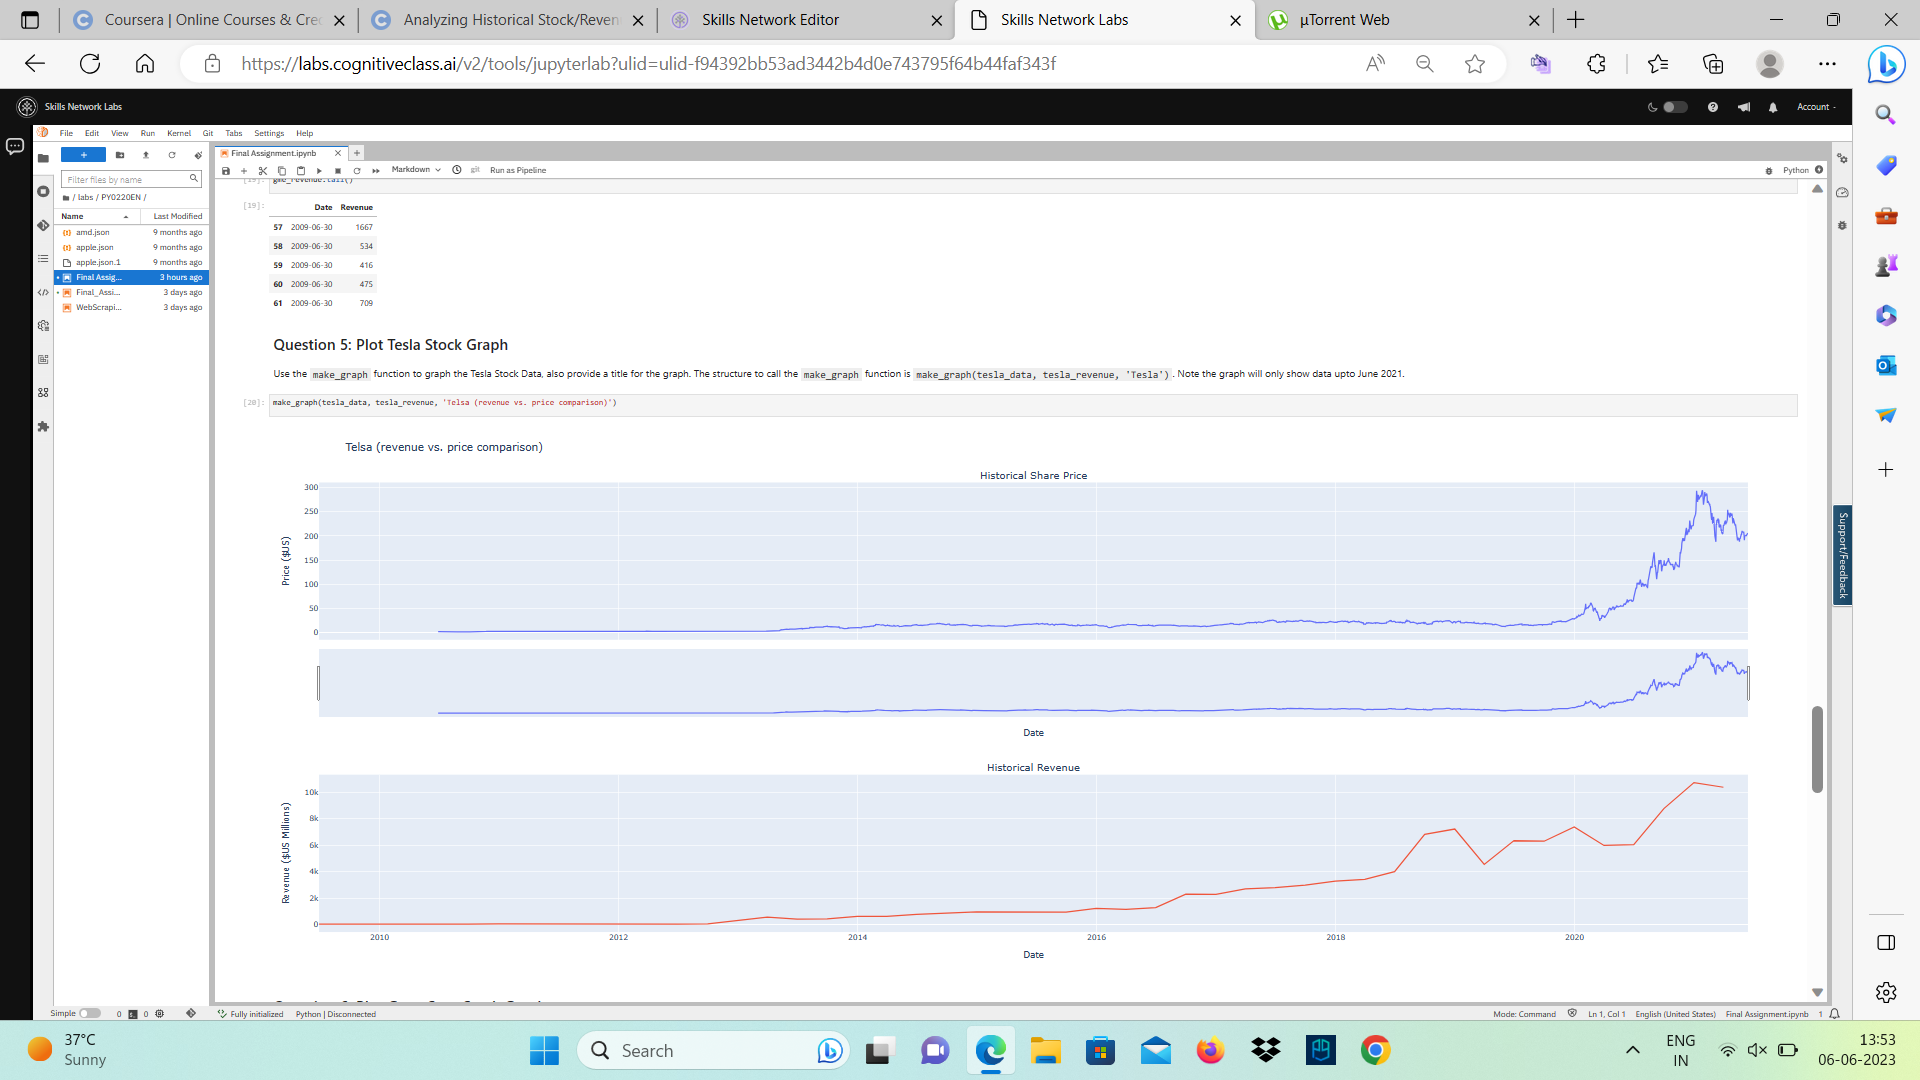 Coursera | Online Courses & Cre
Analyzing Historical Stock/Reven
Skills Network Editor
Skills Network Labs
µTorrent Web
https://labs.cognitiveclass.ai/v2/tools/jupyterlab?ulid=ulid-f94392bb53ad3442b4d0e743795f64b44faf343f
Skills Network Labs
Account
File Edit View Run Kernel Git Tabs Settings Help
Final Assignment.ipynb
Filter files by name
Markdown
git
Run as Pipeline
Python
/ labs / PY0220EN /
Name Last Modified
amd.json 9 months ago
apple.json 9 months ago
apple.json.1 9 months ago
Final Assig... 3 hours ago
Final_Assi... 3 days ago
WebScrapi... 3 days ago
[19]:
Date Revenue
57 2009-06-30 1667
58 2009-06-30 534
59 2009-06-30 416
60 2009-06-30 475
61 2009-06-30 709
Question 5: Plot Tesla Stock Graph
Use the make_graph function to graph the Tesla Stock Data, also provide a title for the graph. The structure to call the make_graph function is make_graph(tesla_data, tesla_revenue, 'Tesla') . Note the graph will only show data upto June 2021.
[20]: make_graph(tesla_data, tesla_revenue, 'Telsa (revenue vs. price comparison)')
Telsa (revenue vs. price comparison)
Historical Share Price
Price ($US)
300
250
200
150
100
50
0
Date
Historical Revenue
Revenue ($US Millions)
10k
8k
6k
4k
2k
0
2010 2012 2014 2016 2018 2020
Date
Support/Feedback
Simple 0 0 Fully initialized Python | Disconnected
Mode: Command Ln 1, Col 1 English (United States) Final Assignment.ipynb 1
37°C
Sunny
Search
ENG
IN
13:53
06-06-2023